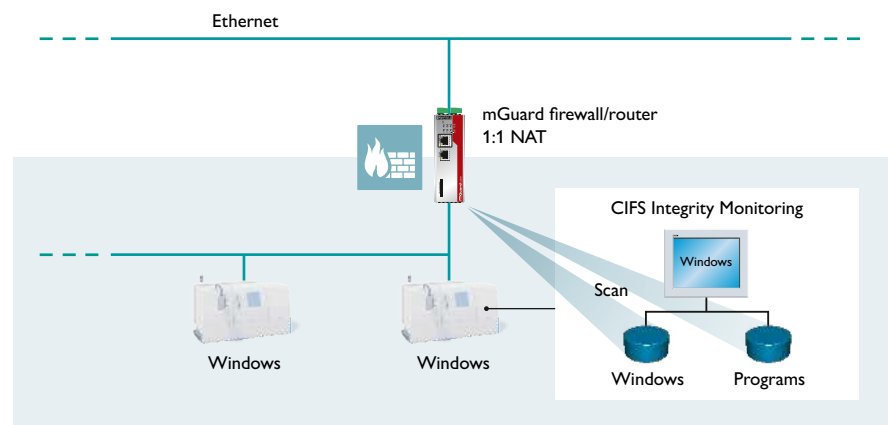 Ethernet
mGuard firewall/router
1:1 NAT
CIFS Integrity Monitoring
Windows
Scan
Windows
Windows
Windows
Programs